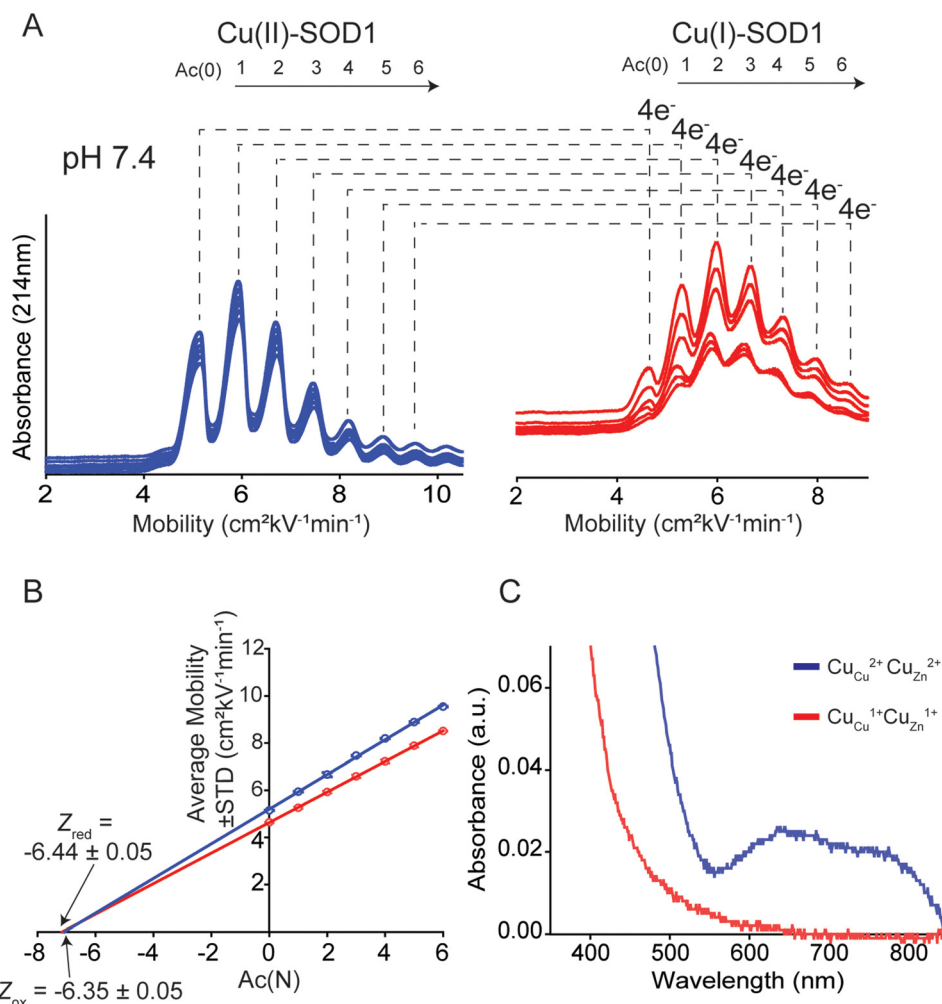 A
Cu(II)-SOD1
Cu(I)-SOD1
Ac(0) 1 2 3 4 5 6
Ac(0) 1 2 3 4 5 6
4e⁻
4e⁻
4e⁻
4e⁻
4e⁻
4e⁻
4e⁻
pH 7.4
Absorbance (214nm)
2 4 6 8 10
2 4 6 8
Mobility (cm²kV⁻¹min⁻¹)
Mobility (cm²kV⁻¹min⁻¹)
B
Average Mobility
±STD (cm²kV⁻¹min⁻¹)
12
10
8
6
4
2
Z_red =
-6.44 ± 0.05
-8 -6 -4 -2 0 2 4 6
Ac(N)
Z_ox = -6.35 ± 0.05
C
Absorbance (a.u.)
0.06
0.04
0.02
0.00
Cu_Cu²⁺Cu_Zn²⁺
Cu_Cu¹⁺Cu_Zn¹⁺
400 500 600 700 800
Wavelength (nm)